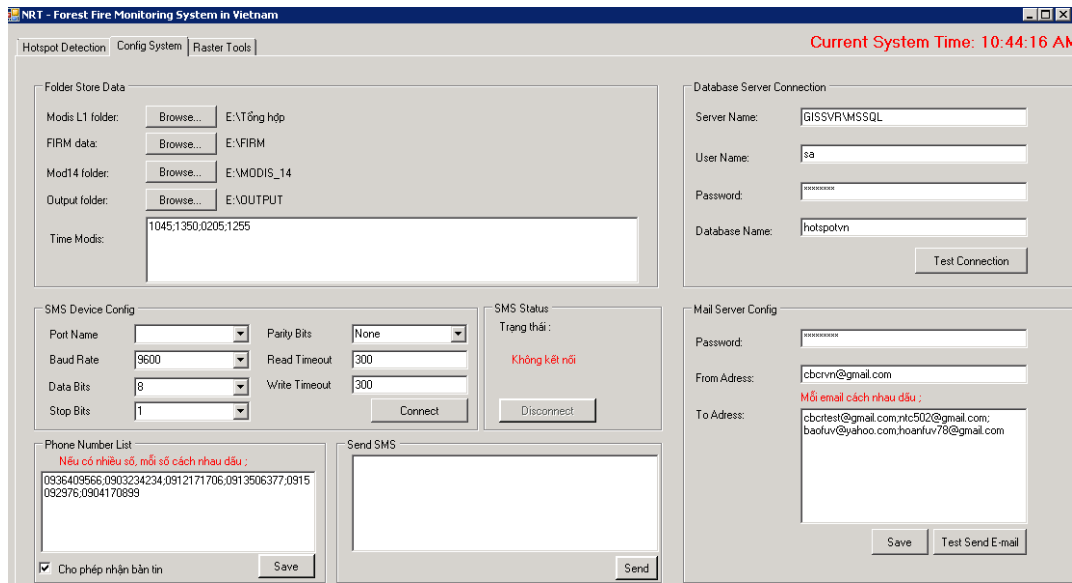 NRT - Forest Fire Monitoring System in Vietnam
Hotspot Detection
Config System
Raster Tools
Current System Time: 10:44:16 AM
Folder Store Data
Modis L1 folder:
Browse...
E:\Tổng hợp
FIRM data:
Browse...
E:\FIRM
Mod14 folder:
Browse...
E:\MODIS_14
Output folder:
Browse...
E:\OUTPUT
Time Modis:
1045;1350;0205;1255
Database Server Connection
Server Name:
GISSVR\MSSQL
User Name:
sa
Password:
********
Database Name:
hotspotvn
Test Connection
SMS Device Config
Port Name
Parity Bits
None
Baud Rate
9600
Read Timeout
300
Data Bits
8
Write Timeout
300
Stop Bits
1
Connect
SMS Status
Trạng thái :
Không kết nối
Disconnect
Mail Server Config
Password:
*********
From Adress:
cbcrvn@gmail.com
Mỗi email cách nhau dấu ;
To Adress:
cbcrtest@gmail.com;ntc502@gmail.com;
baofuv@yahoo.com;hoanfuv78@gmail.com
Save
Test Send E-mail
Phone Number List
Nếu có nhiều số, mỗi số cách nhau dấu ;
0936409566;0903234234;0912171706;0913506377;0915
092976;0904170899
Cho phép nhận bản tin
Save
Send SMS
Send